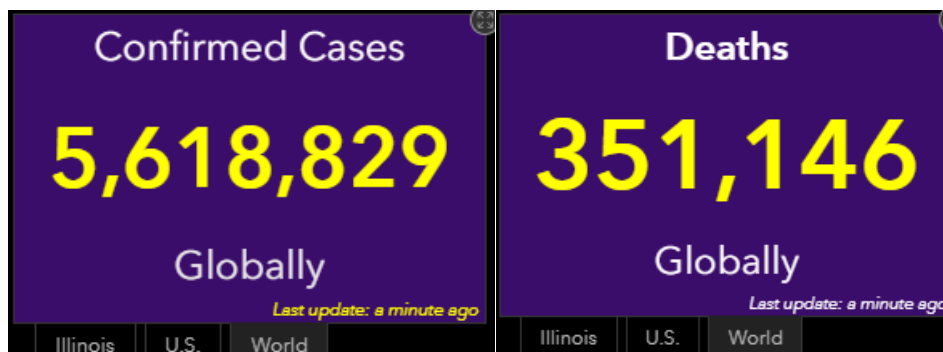 Confirmed Cases
5,618,829
Globally
Last update: a minute ago
Illinois U.S. World
Deaths
351,146
Globally
Last update: a minute ago
Illinois U.S. World